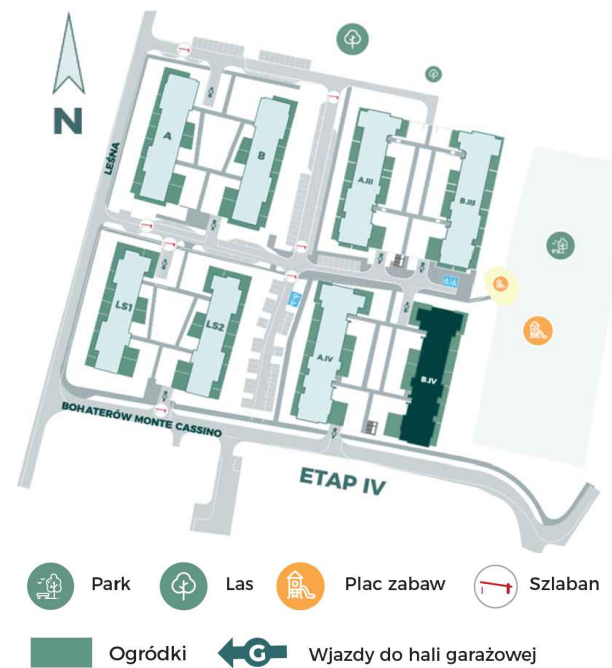 N
LEŚNA
A
B
A.III
B.III
LS1
LS2
A.IV
B.IV
BOHATERÓW MONTE CASSINO
ETAP IV
Park
Las
Plac zabaw
Szlaban
Ogródki
G
Wjazdy do hali garażowej